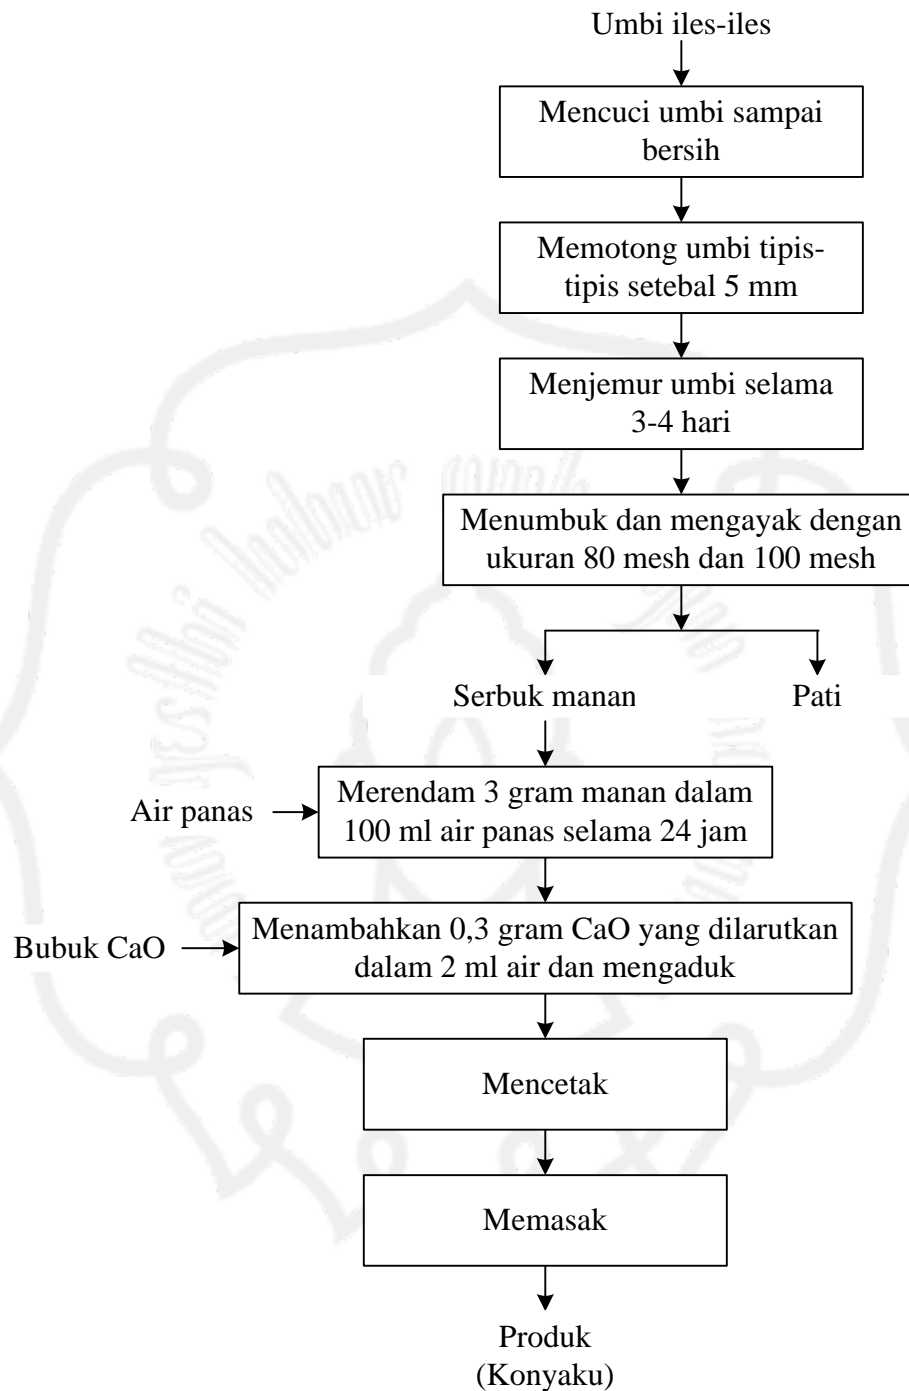 Umbi iles-iles
Mencuci umbi sampai
bersih
Memotong umbi tipis-
tipis setebal 5 mm
Menjemur umbi selama
3-4 hari
Menumbuk dan mengayak dengan
ukuran 80 mesh dan 100 mesh
Serbuk manan
Pati
Air panas
Merendam 3 gram manan dalam
100 ml air panas selama 24 jam
Bubuk CaO
Menambahkan 0,3 gram CaO yang dilarutkan
dalam 2 ml air dan mengaduk
Mencetak
Memasak
Produk
(Konyaku)